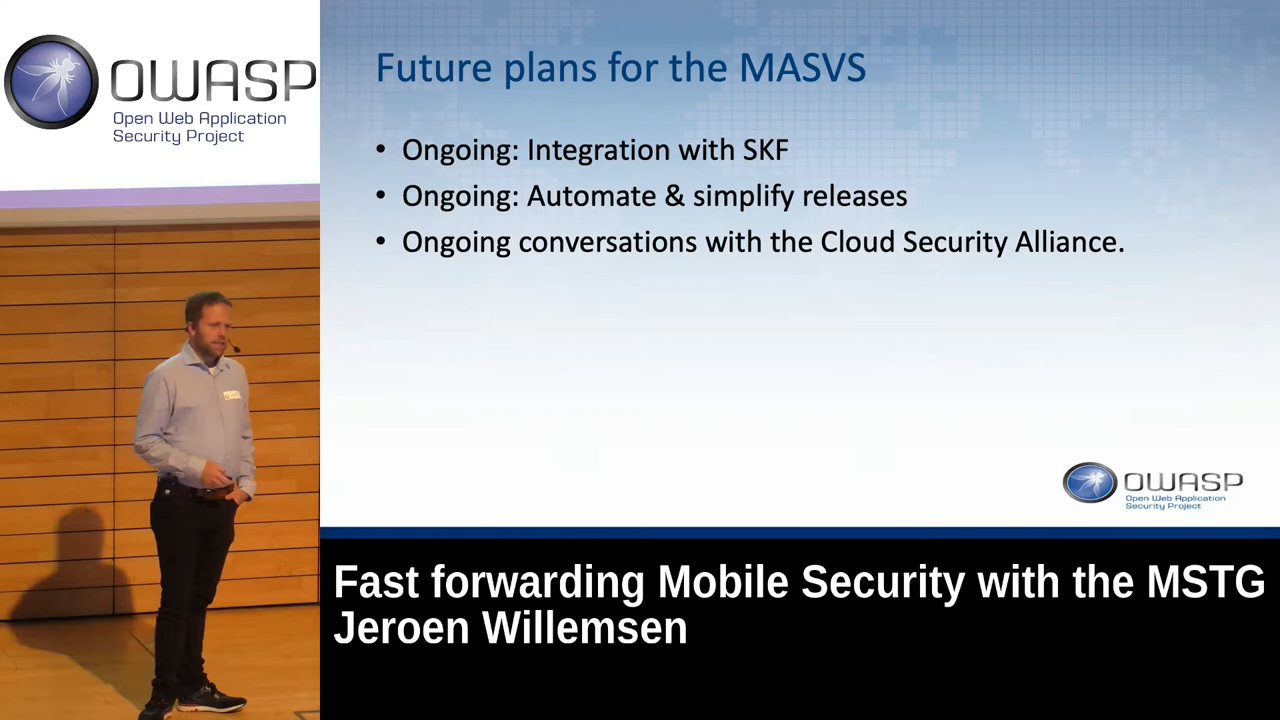 OWASP
Open Web Application
Security Project
Future plans for the MASVS
• Ongoing: Integration with SKF
• Ongoing: Automate & simplify releases
• Ongoing conversations with the Cloud Security Alliance.
OWASP
Open Web Application
Security Project
Fast forwarding Mobile Security with the MSTG
Jeroen Willemsen